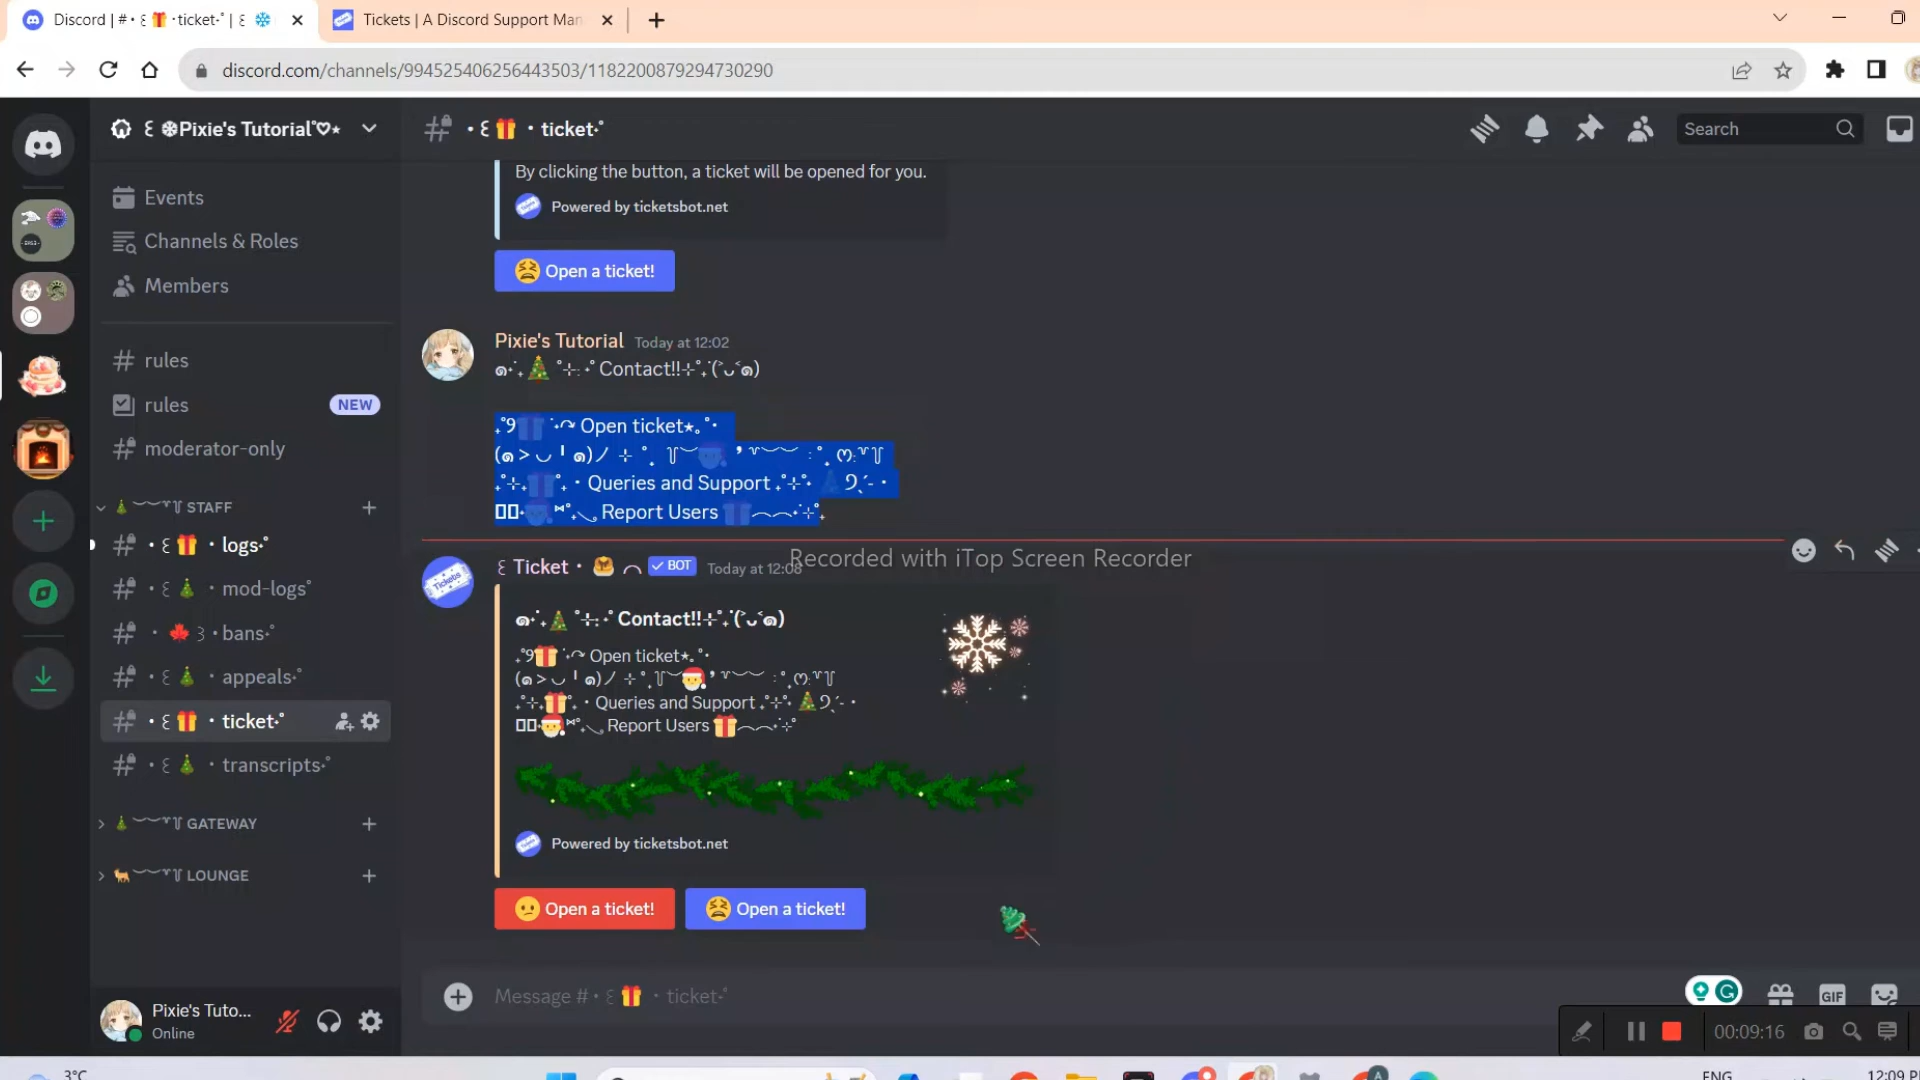 Discord | # • ꒰ 🎁 · ticket˖° | ꒰ ❄
Tickets | A Discord Support Man
discord.com/channels/994525406256443503/1182200879294730290
꒰ ❆Pixie's Tutorial°♡⋆
• ꒰ 🎁 • ticket˖°
Search
Events
Channels & Roles
Members
rules
rules
NEW
moderator-only
STAFF
• ꒰ 🎁 • logs˖°
• ꒰ 🎄 • mod-logs°
• 🍁 ꒱ • bans˖°
• ꒰ 🎄 • appeals˖°
• ꒰ 🎁 • ticket˖°
• ꒰ 🎄 • transcripts˖°
GATEWAY
LOUNGE
Pixie's Tuto...
Online
By clicking the button, a ticket will be opened for you.
Powered by ticketsbot.net
😫 Open a ticket!
Pixie's Tutorial Today at 12:02
Contact!!
Open ticket
Queries and Support
Report Users
Recorded with iTop Screen Recorder
꒰ Ticket • BOT Today at 12:08
Contact!!
Open ticket
Queries and Support
Report Users
Powered by ticketsbot.net
😕 Open a ticket!
😫 Open a ticket!
Message # • ꒰ 🎁 • ticket˖°
GIF
00:09:16
3°C
ENG
12:09 P